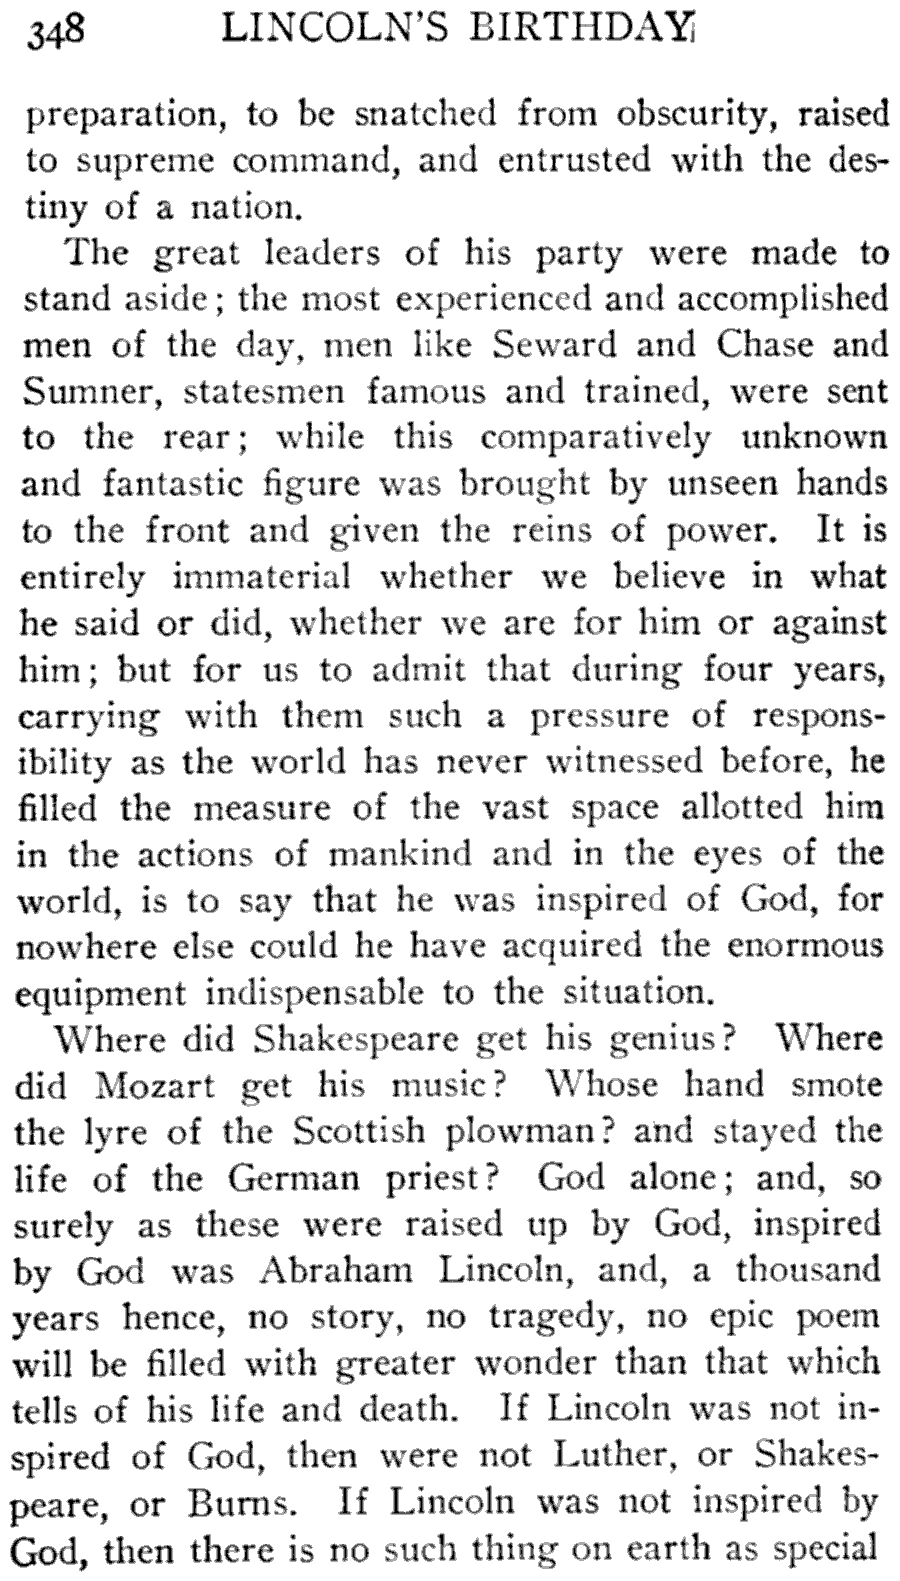 348 LINCOLN'S BIRTHDAY
preparation, to be snatched from obscurity, raised
to supreme command, and entrusted with the des-
tiny of a nation.
The great leaders of his party were made to
stand aside; the most experienced and accomplished
men of the day, men like Seward and Chase and
Sumner, statesmen famous and trained, were sent
to the rear; while this comparatively unknown
and fantastic figure was brought by unseen hands
to the front and given the reins of power. It is
entirely immaterial whether we believe in what
he said or did, whether we are for him or against
him; but for us to admit that during four years,
carrying with them such a pressure of respons-
ibility as the world has never witnessed before, he
filled the measure of the vast space allotted him
in the actions of mankind and in the eyes of the
world, is to say that he was inspired of God, for
nowhere else could he have acquired the enormous
equipment indispensable to the situation.
Where did Shakespeare get his genius? Where
did Mozart get his music? Whose hand smote
the lyre of the Scottish plowman? and stayed the
life of the German priest? God alone; and, so
surely as these were raised up by God, inspired
by God was Abraham Lincoln, and, a thousand
years hence, no story, no tragedy, no epic poem
will be filled with greater wonder than that which
tells of his life and death. If Lincoln was not in-
spired of God, then were not Luther, or Shakes-
peare, or Burns. If Lincoln was not inspired by
God, then there is no such thing on earth as special